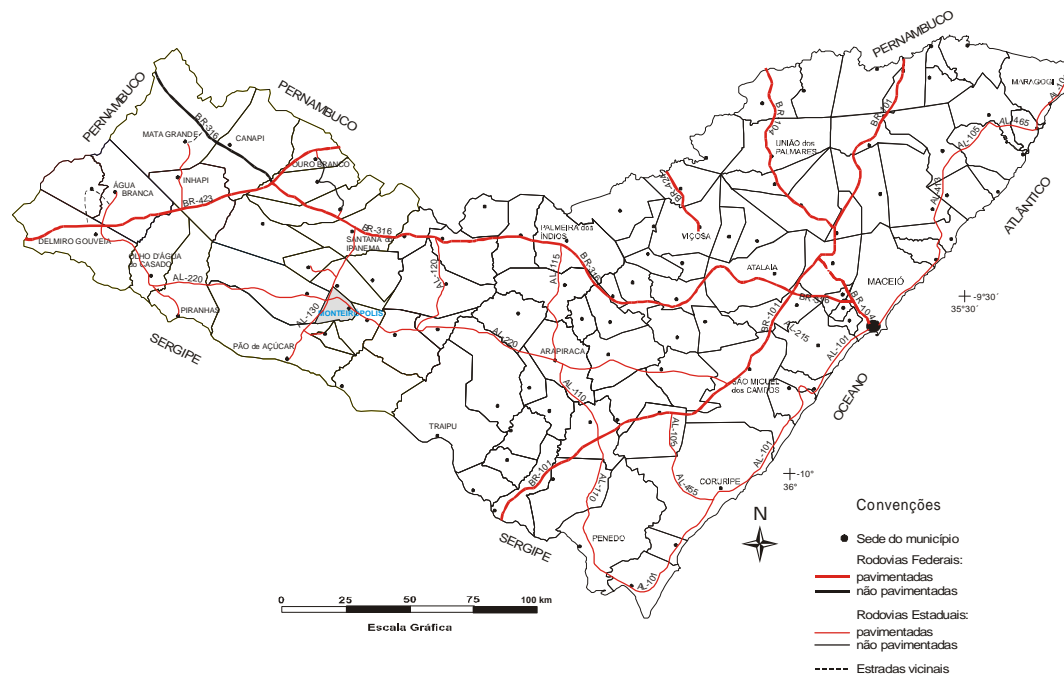 PERNAMBUCO
PERNAMBUCO
PERNAMBUCO
MARAGOGI
BR-316
MATA GRANDE
CANAPI
OURO BRANCO
INHAPI
ÁGUA
BRANCA
BR-423
DELMIRO GOUVEIA
OLHO D'ÁGUA
do CASADO
AL-220
PIRANHAS
SERGIPE
BR-316
SANTANA do
IPANEMA
AL-130
MONTEIRÓPOLIS
PÃO de AÇÚCAR
AL-120
PALMEIRA dos
ÍNDIOS
AL-115
BR-316
AL-220
ARAPIRACA
AL-110
TRAIPU
BR-104
BR-101
UNIÃO dos
PALMARES
AL-465
AL-105
AL-413
BR-424
VIÇOSA
ATALAIA
MACEIÓ
BR-316
BR-104
BR-101
AL-215
AL-101
ATLÂNTICO
OCEANO
-9°30´
35°30´
SÃO MIGUEL
dos CAMPOS
AL-105
AL-101
AL-455
CORURIPE
-10°
36°
BR-101
AL-110
PENEDO
AL-101
SERGIPE
N
0 25 50 75 100 km
Escala Gráfica
Convenções
Sede do município
Rodovias Federais:
pavimentadas
não pavimentadas
Rodovias Estaduais:
pavimentadas
não pavimentadas
Estradas vicinais